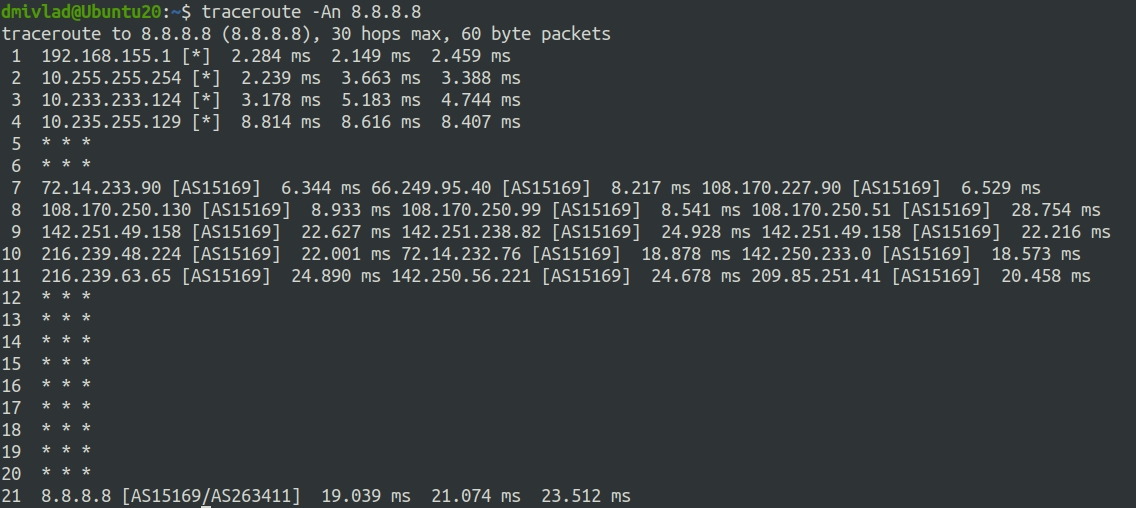 dmivlad@Ubuntu20:~$ traceroute -An 8.8.8.8
traceroute to 8.8.8.8 (8.8.8.8), 30 hops max, 60 byte packets
 1  192.168.155.1 [*]  2.284 ms  2.149 ms  2.459 ms
 2  10.255.255.254 [*]  2.239 ms  3.663 ms  3.388 ms
 3  10.233.233.124 [*]  3.178 ms  5.183 ms  4.744 ms
 4  10.235.255.129 [*]  8.814 ms  8.616 ms  8.407 ms
 5  * * *
 6  * * *
 7  72.14.233.90 [AS15169]  6.344 ms 66.249.95.40 [AS15169]  8.217 ms 108.170.227.90 [AS15169]  6.529 ms
 8  108.170.250.130 [AS15169]  8.933 ms 108.170.250.99 [AS15169]  8.541 ms 108.170.250.51 [AS15169]  28.754 ms
 9  142.251.49.158 [AS15169]  22.627 ms 142.251.238.82 [AS15169]  24.928 ms 142.251.49.158 [AS15169]  22.216 ms
10  216.239.48.224 [AS15169]  22.001 ms 72.14.232.76 [AS15169]  18.878 ms 142.250.233.0 [AS15169]  18.573 ms
11  216.239.63.65 [AS15169]  24.890 ms 142.250.56.221 [AS15169]  24.678 ms 209.85.251.41 [AS15169]  20.458 ms
12  * * *
13  * * *
14  * * *
15  * * *
16  * * *
17  * * *
18  * * *
19  * * *
20  * * *
21  8.8.8.8 [AS15169/AS263411]  19.039 ms  21.074 ms  23.512 ms